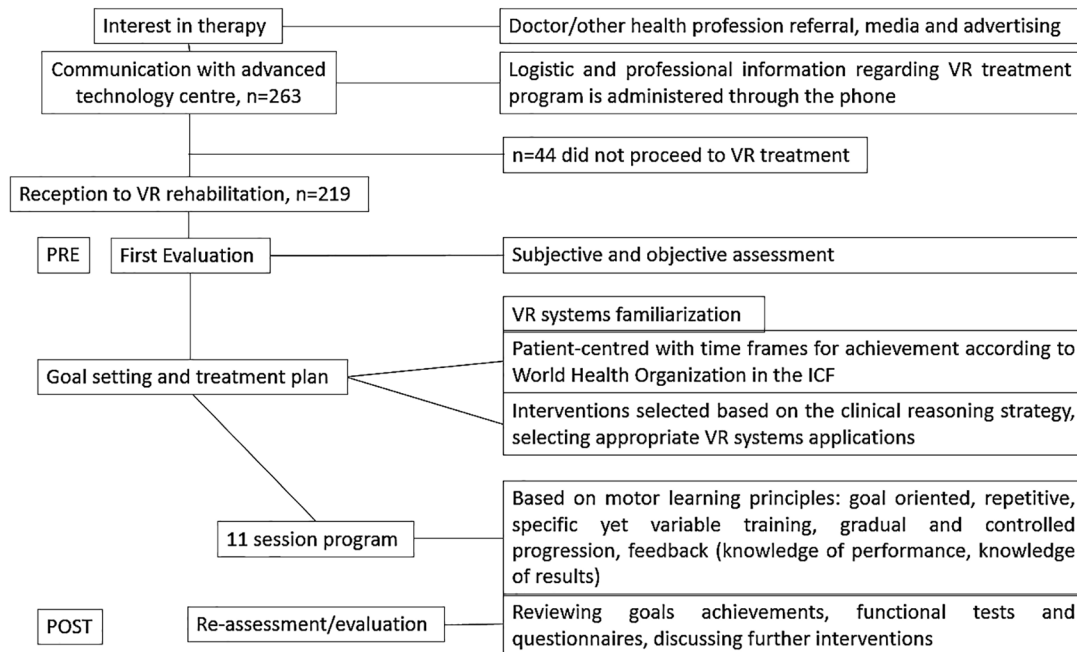 Interest in therapy
Doctor/other health profession referral, media and advertising
Communication with advanced
technology centre, n=263
Logistic and professional information regarding VR treatment
program is administered through the phone
n=44 did not proceed to VR treatment
Reception to VR rehabilitation, n=219
PRE
First Evaluation
Subjective and objective assessment
VR systems familiarization
Goal setting and treatment plan
Patient-centred with time frames for achievement according to
World Health Organization in the ICF
Interventions selected based on the clinical reasoning strategy,
selecting appropriate VR systems applications
11 session program
Based on motor learning principles: goal oriented, repetitive,
specific yet variable training, gradual and controlled
progression, feedback (knowledge of performance, knowledge
of results)
POST
Re-assessment/evaluation
Reviewing goals achievements, functional tests and
questionnaires, discussing further interventions